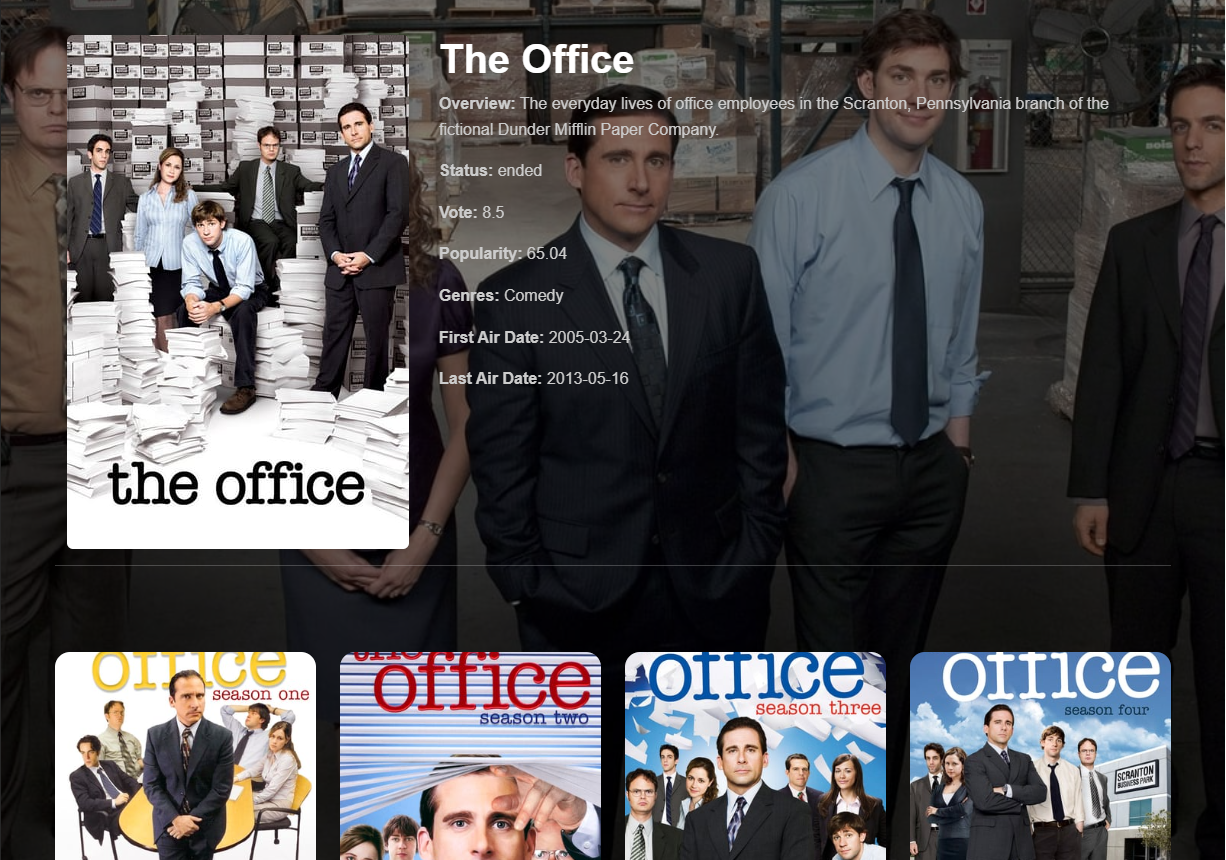 The Office
Overview: The everyday lives of office employees in the Scranton, Pennsylvania branch of the
fictional Dunder Mifflin Paper Company.
Status: ended
Vote: 8.5
Popularity: 65.04
Genres: Comedy
First Air Date: 2005-03-24
Last Air Date: 2013-05-16
the office
office
season one
the
office
season two
office
season three
office
season four
SCRANTON
BUSINESS PARK